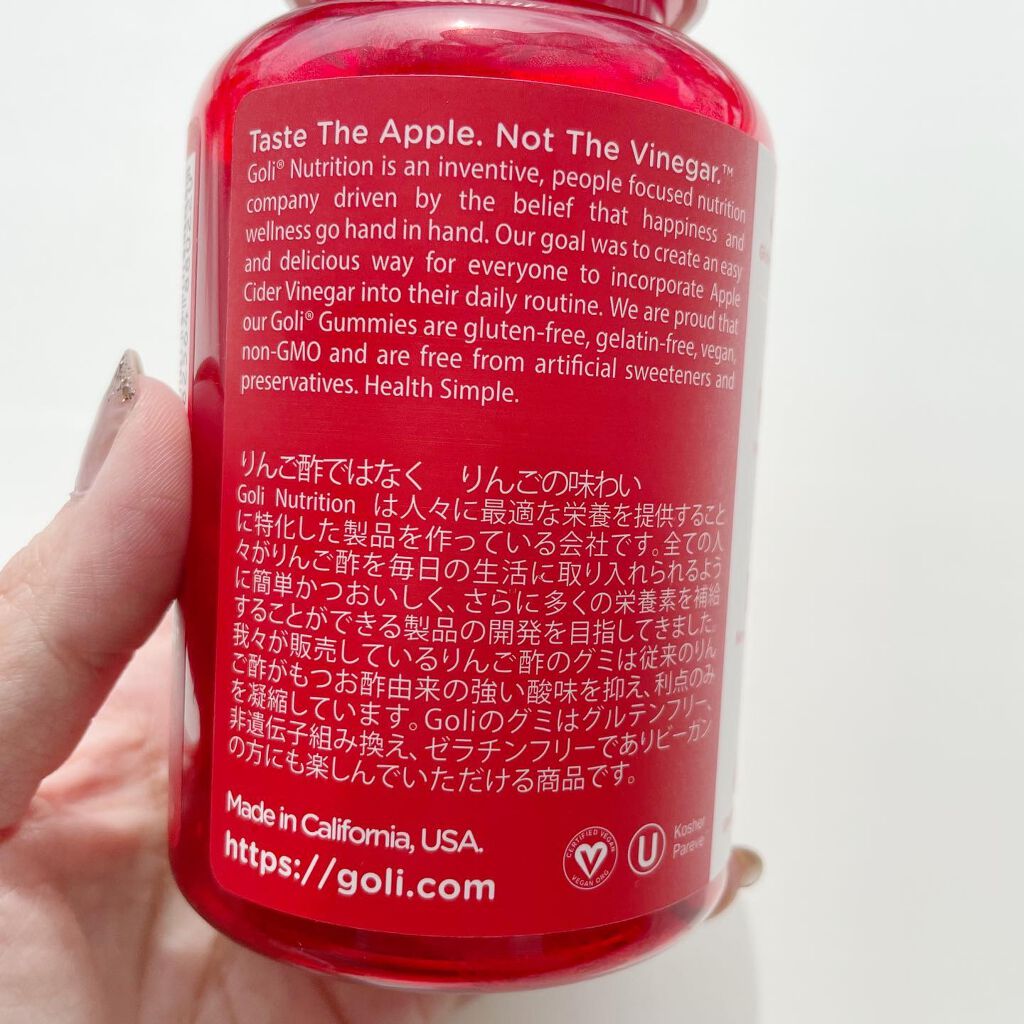 Taste The Apple. Not The Vinegar.™
Goli® Nutrition is an inventive, people focused nutrition
company driven by the belief that happiness and
wellness go hand in hand. Our goal was to create an easy
and delicious way for everyone to incorporate Apple
Cider Vinegar into their daily routine. We are proud that
our Goli® Gummies are gluten-free, gelatin-free, vegan,
non-GMO and are free from artificial sweeteners and
preservatives. Health Simple.
りんご酢ではなく りんごの味わい
Goli Nutrition は人々に最適な栄養を提供すること
に特化した製品を作っている会社です。全ての人
々がりんご酢を毎日の生活に取り入れられるよう
に簡単かつおいしく、さらに多くの栄養素を補給
することができる製品の開発を目指してきました。
我々が販売しているりんご酢のグミは従来のりん
ご酢がもつお酢由来の強い酸味を抑え、利点のみ
を凝縮しています。Goliのグミはグルテンフリー、
非遺伝子組み換え、ゼラチンフリーでありビーガン
の方にも楽しんでいただける商品です。
Made in California, USA.
https://goli.com
CERTIFIED VEGAN
VEGAN.ORG
U
Kosher
Pareve